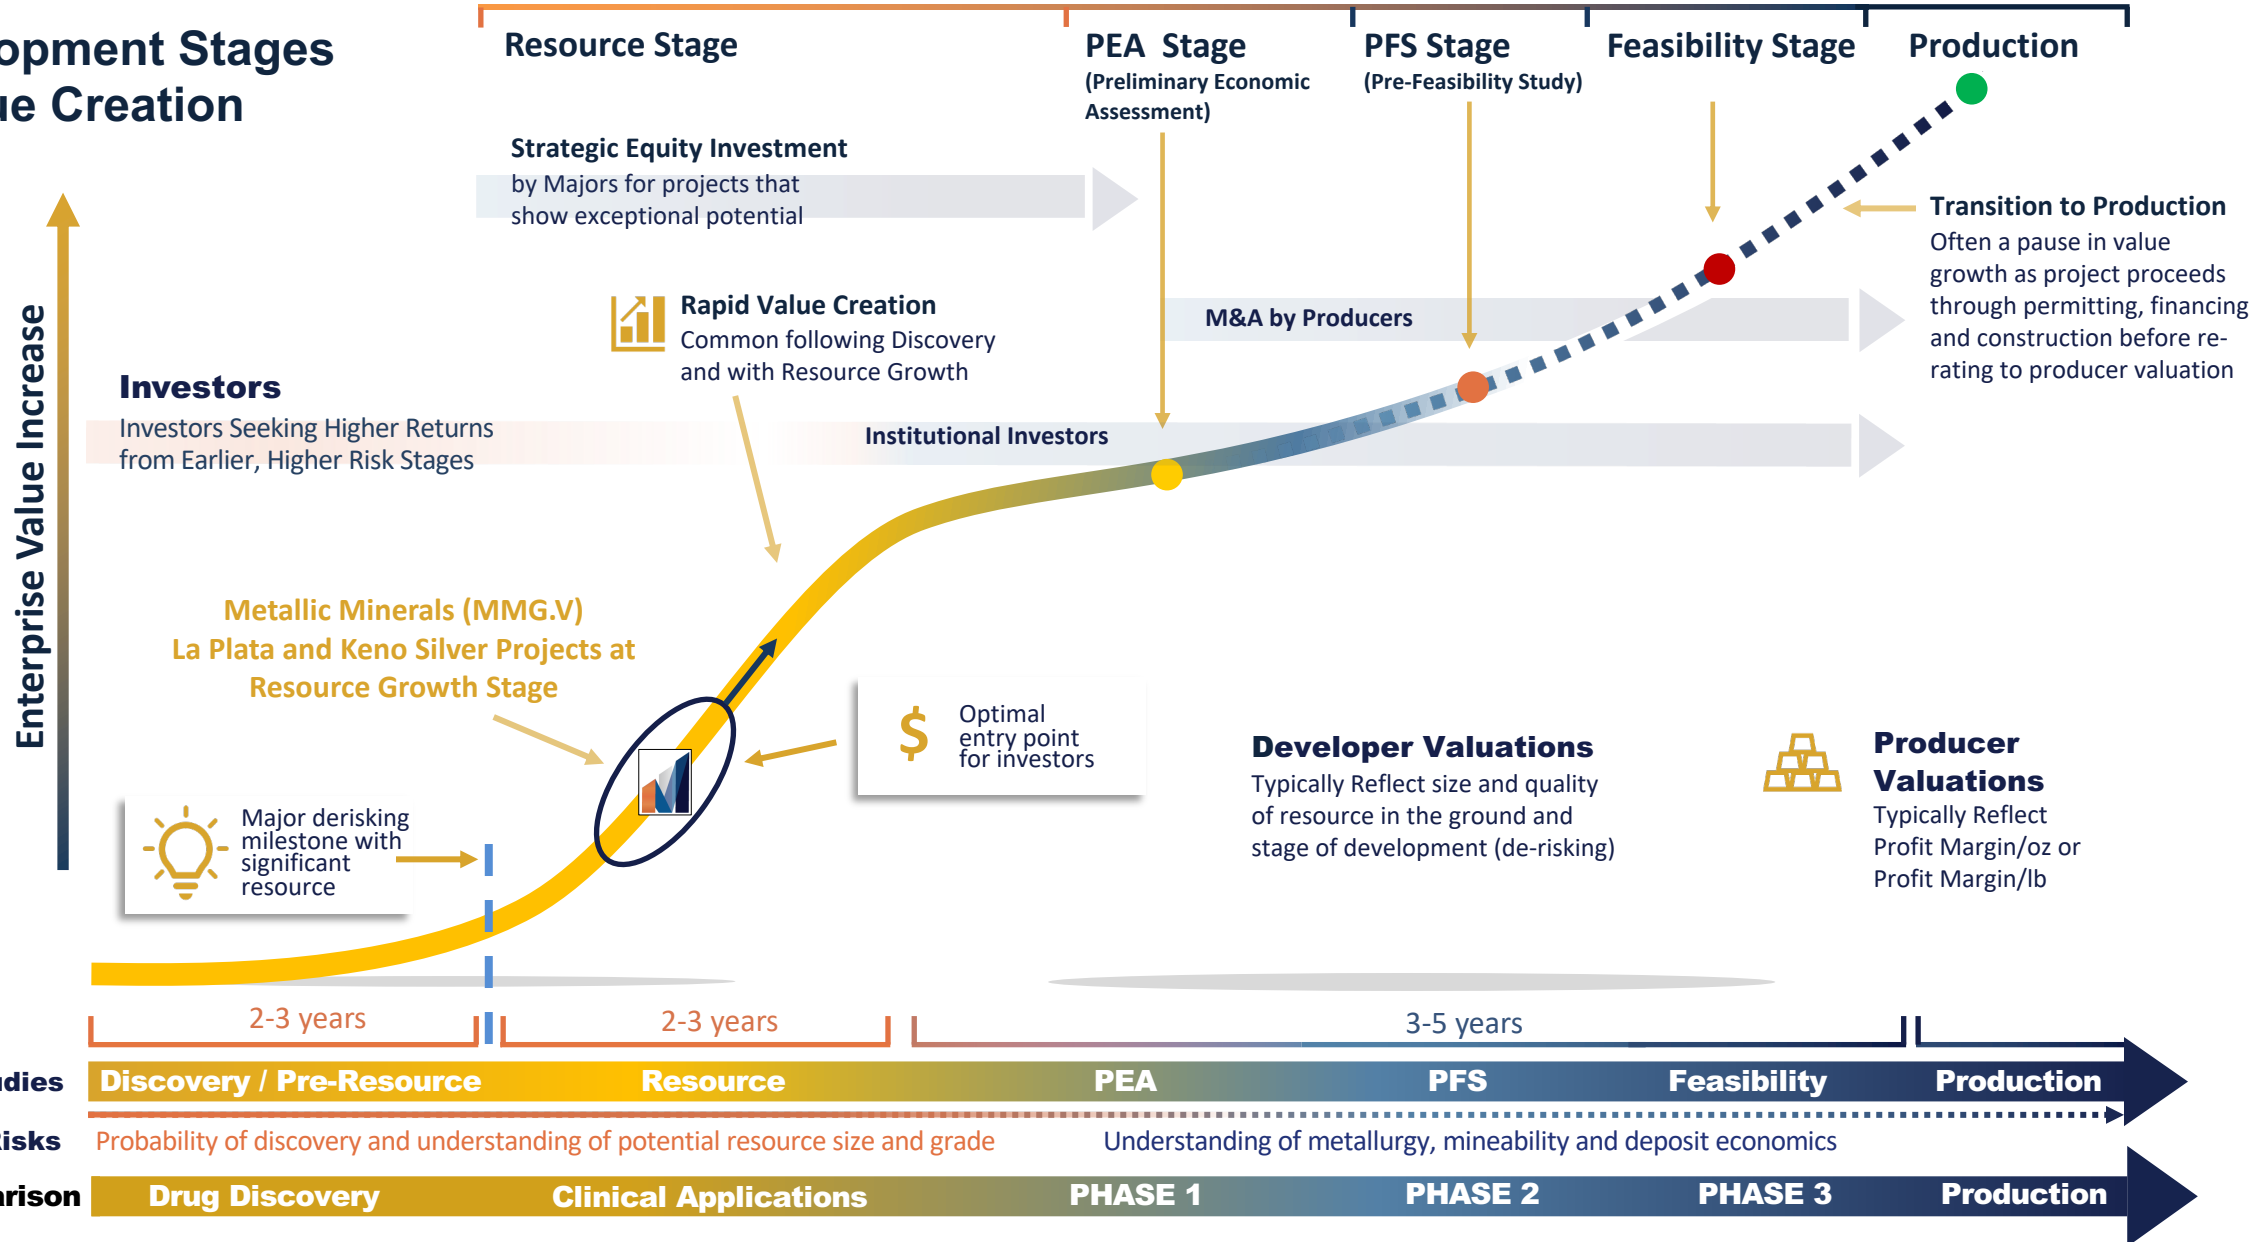 opment Stages
ue Creation
Resource Stage
PEA Stage
(Preliminary Economic
Assessment)
PFS Stage
(Pre-Feasibility Study)
Feasibility Stage
Production
Strategic Equity Investment
by Majors for projects that
show exceptional potential
Transition to Production
Often a pause in value
growth as project proceeds
through permitting, financing
and construction before re-
rating to producer valuation
Rapid Value Creation
Common following Discovery
and with Resource Growth
M&A by Producers
Enterprise Value Increase
Investors
Investors Seeking Higher Returns
from Earlier, Higher Risk Stages
Institutional Investors
Metallic Minerals (MMG.V)
La Plata and Keno Silver Projects at
Resource Growth Stage
$
Optimal
entry point
for investors
Developer Valuations
Typically Reflect size and quality
of resource in the ground and
stage of development (de-risking)
Producer
Valuations
Typically Reflect
Profit Margin/oz or
Profit Margin/lb
Major derisking
milestone with
significant
resource
2-3 years
2-3 years
3-5 years
udies
Discovery / Pre-Resource
Resource
PEA
PFS
Feasibility
Production
Risks
Probability of discovery and understanding of potential resource size and grade
Understanding of metallurgy, mineability and deposit economics
arison
Drug Discovery
Clinical Applications
PHASE 1
PHASE 2
PHASE 3
Production